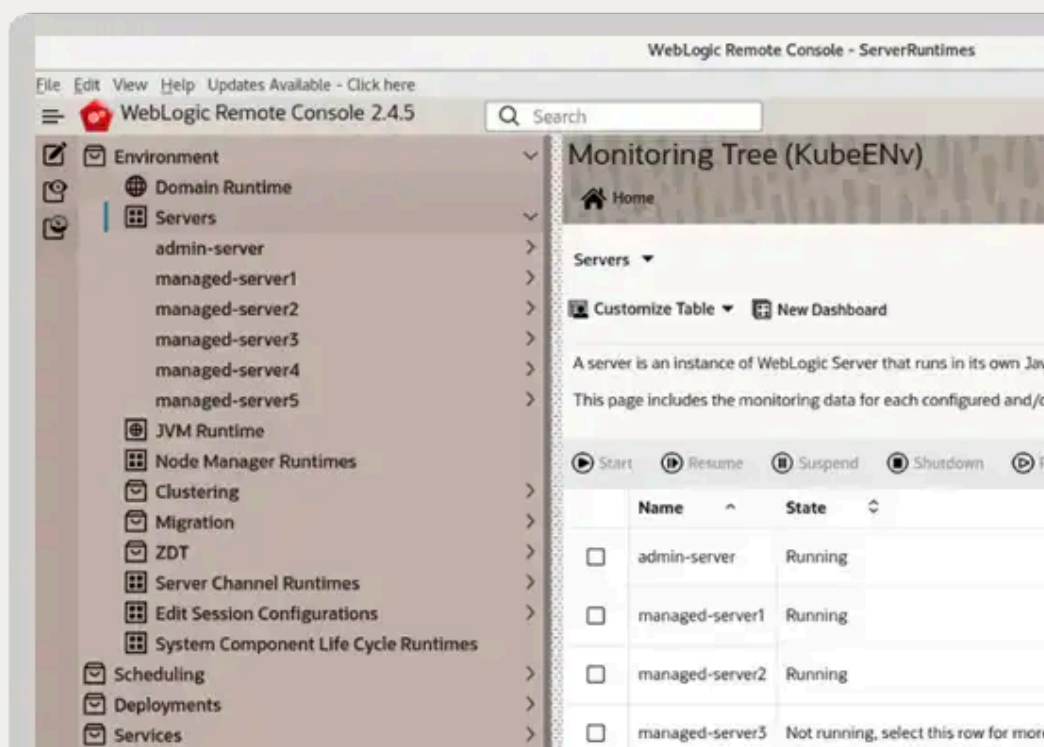 WebLogic Remote Console - ServerRuntimes
File Edit View Help Updates Available - Click here
WebLogic Remote Console 2.4.5
Search
Environment
Domain Runtime
Servers
admin-server
managed-server1
managed-server2
managed-server3
managed-server4
managed-server5
JVM Runtime
Node Manager Runtimes
Clustering
Migration
ZDT
Server Channel Runtimes
Edit Session Configurations
System Component Life Cycle Runtimes
Scheduling
Deployments
Services
Monitoring Tree (KubeENv)
Home
Servers
Customize Table New Dashboard
A server is an instance of WebLogic Server that runs in its own
This page includes the monitoring data for each configured
Start Resume Suspend Shutdown
Name State
admin-server Running
managed-server1 Running
managed-server2 Running
managed-server3 Not running, select this row for